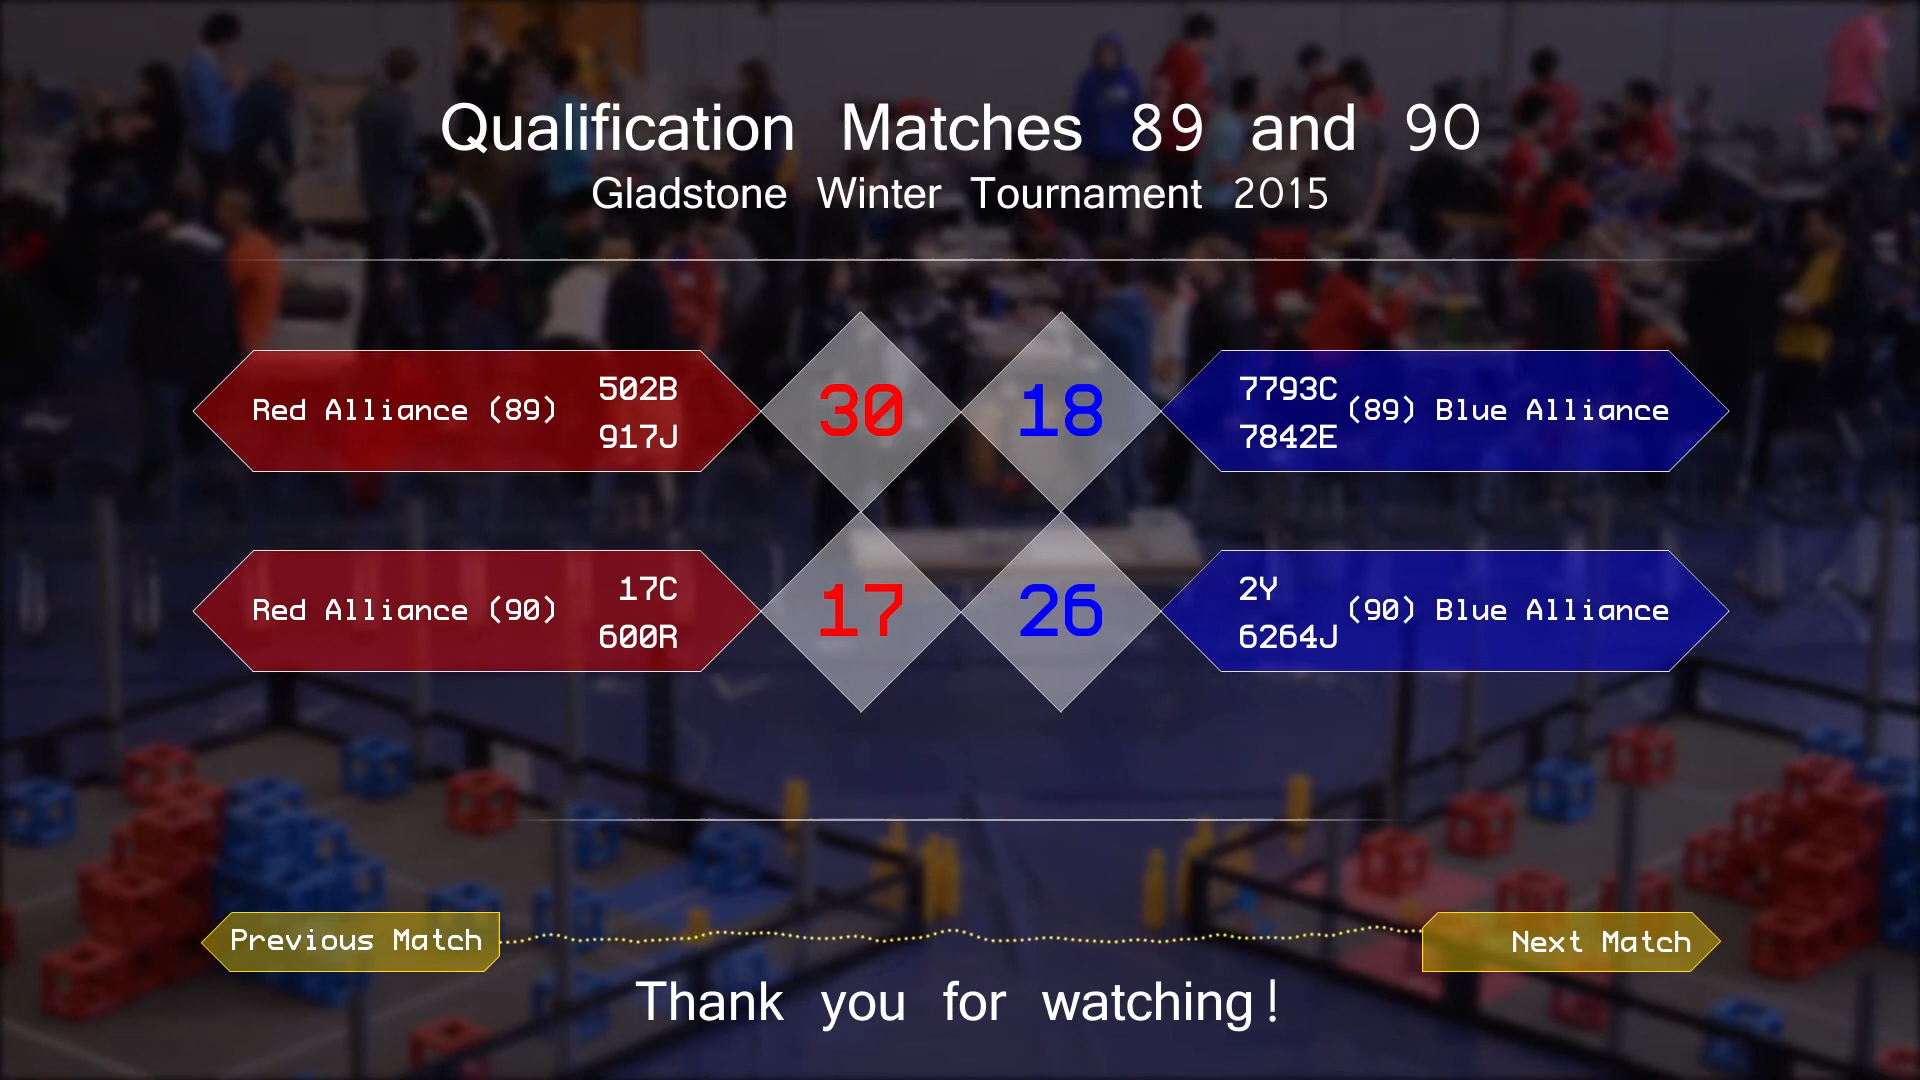 Qualification Matches 89 and 90
Gladstone Winter Tournament 2015
Red Alliance (89)
502B
917J
30
18
7793C
7842E
(89) Blue Alliance
Red Alliance (90)
17C
600R
17
26
2Y
6264J
(90) Blue Alliance
Previous Match
Next Match
Thank you for watching!